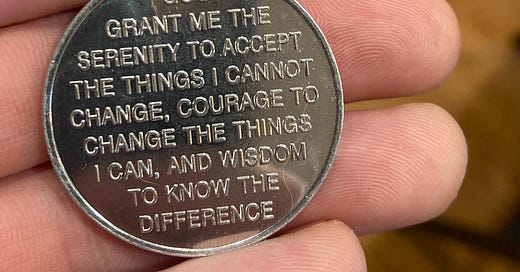 GRANT ME THE
SERENITY TO ACCEPT
THE THINGS I CANNOT
CHANGE, COURAGE TO
CHANGE THE THINGS
I CAN, AND WISDOM
TO KNOW THE
DIFFERENCE